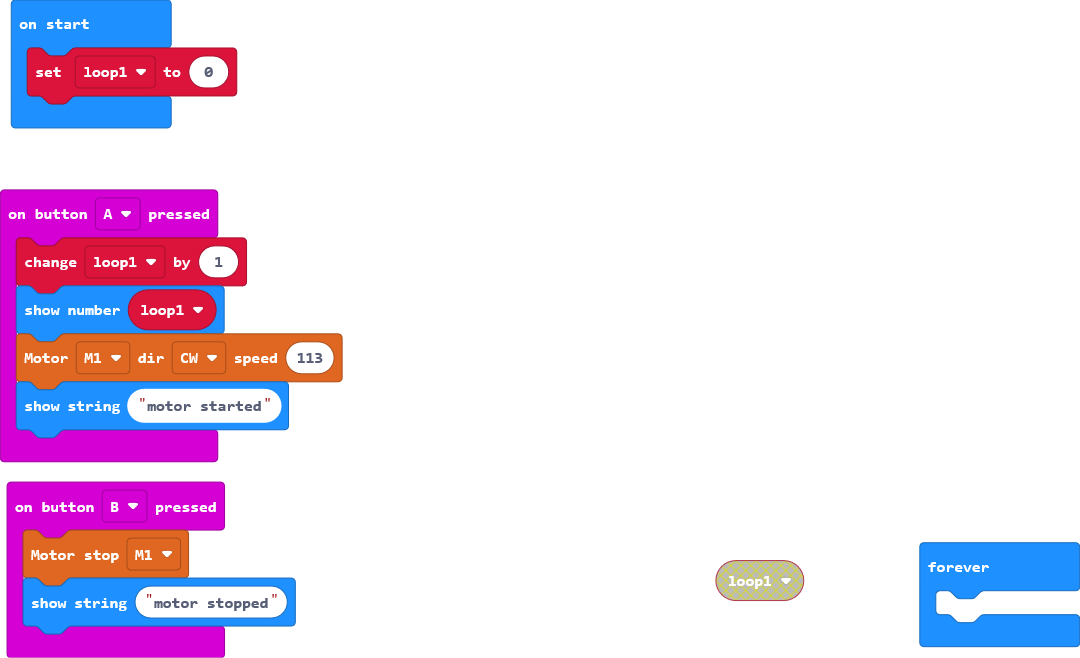 on start
set loop1 to 0
on button A pressed
change loop1 by 1
show number loop1
Motor M1 dir CW speed 113
show string "motor started"
on button B pressed
Motor stop M1
show string "motor stopped"
loop1
forever